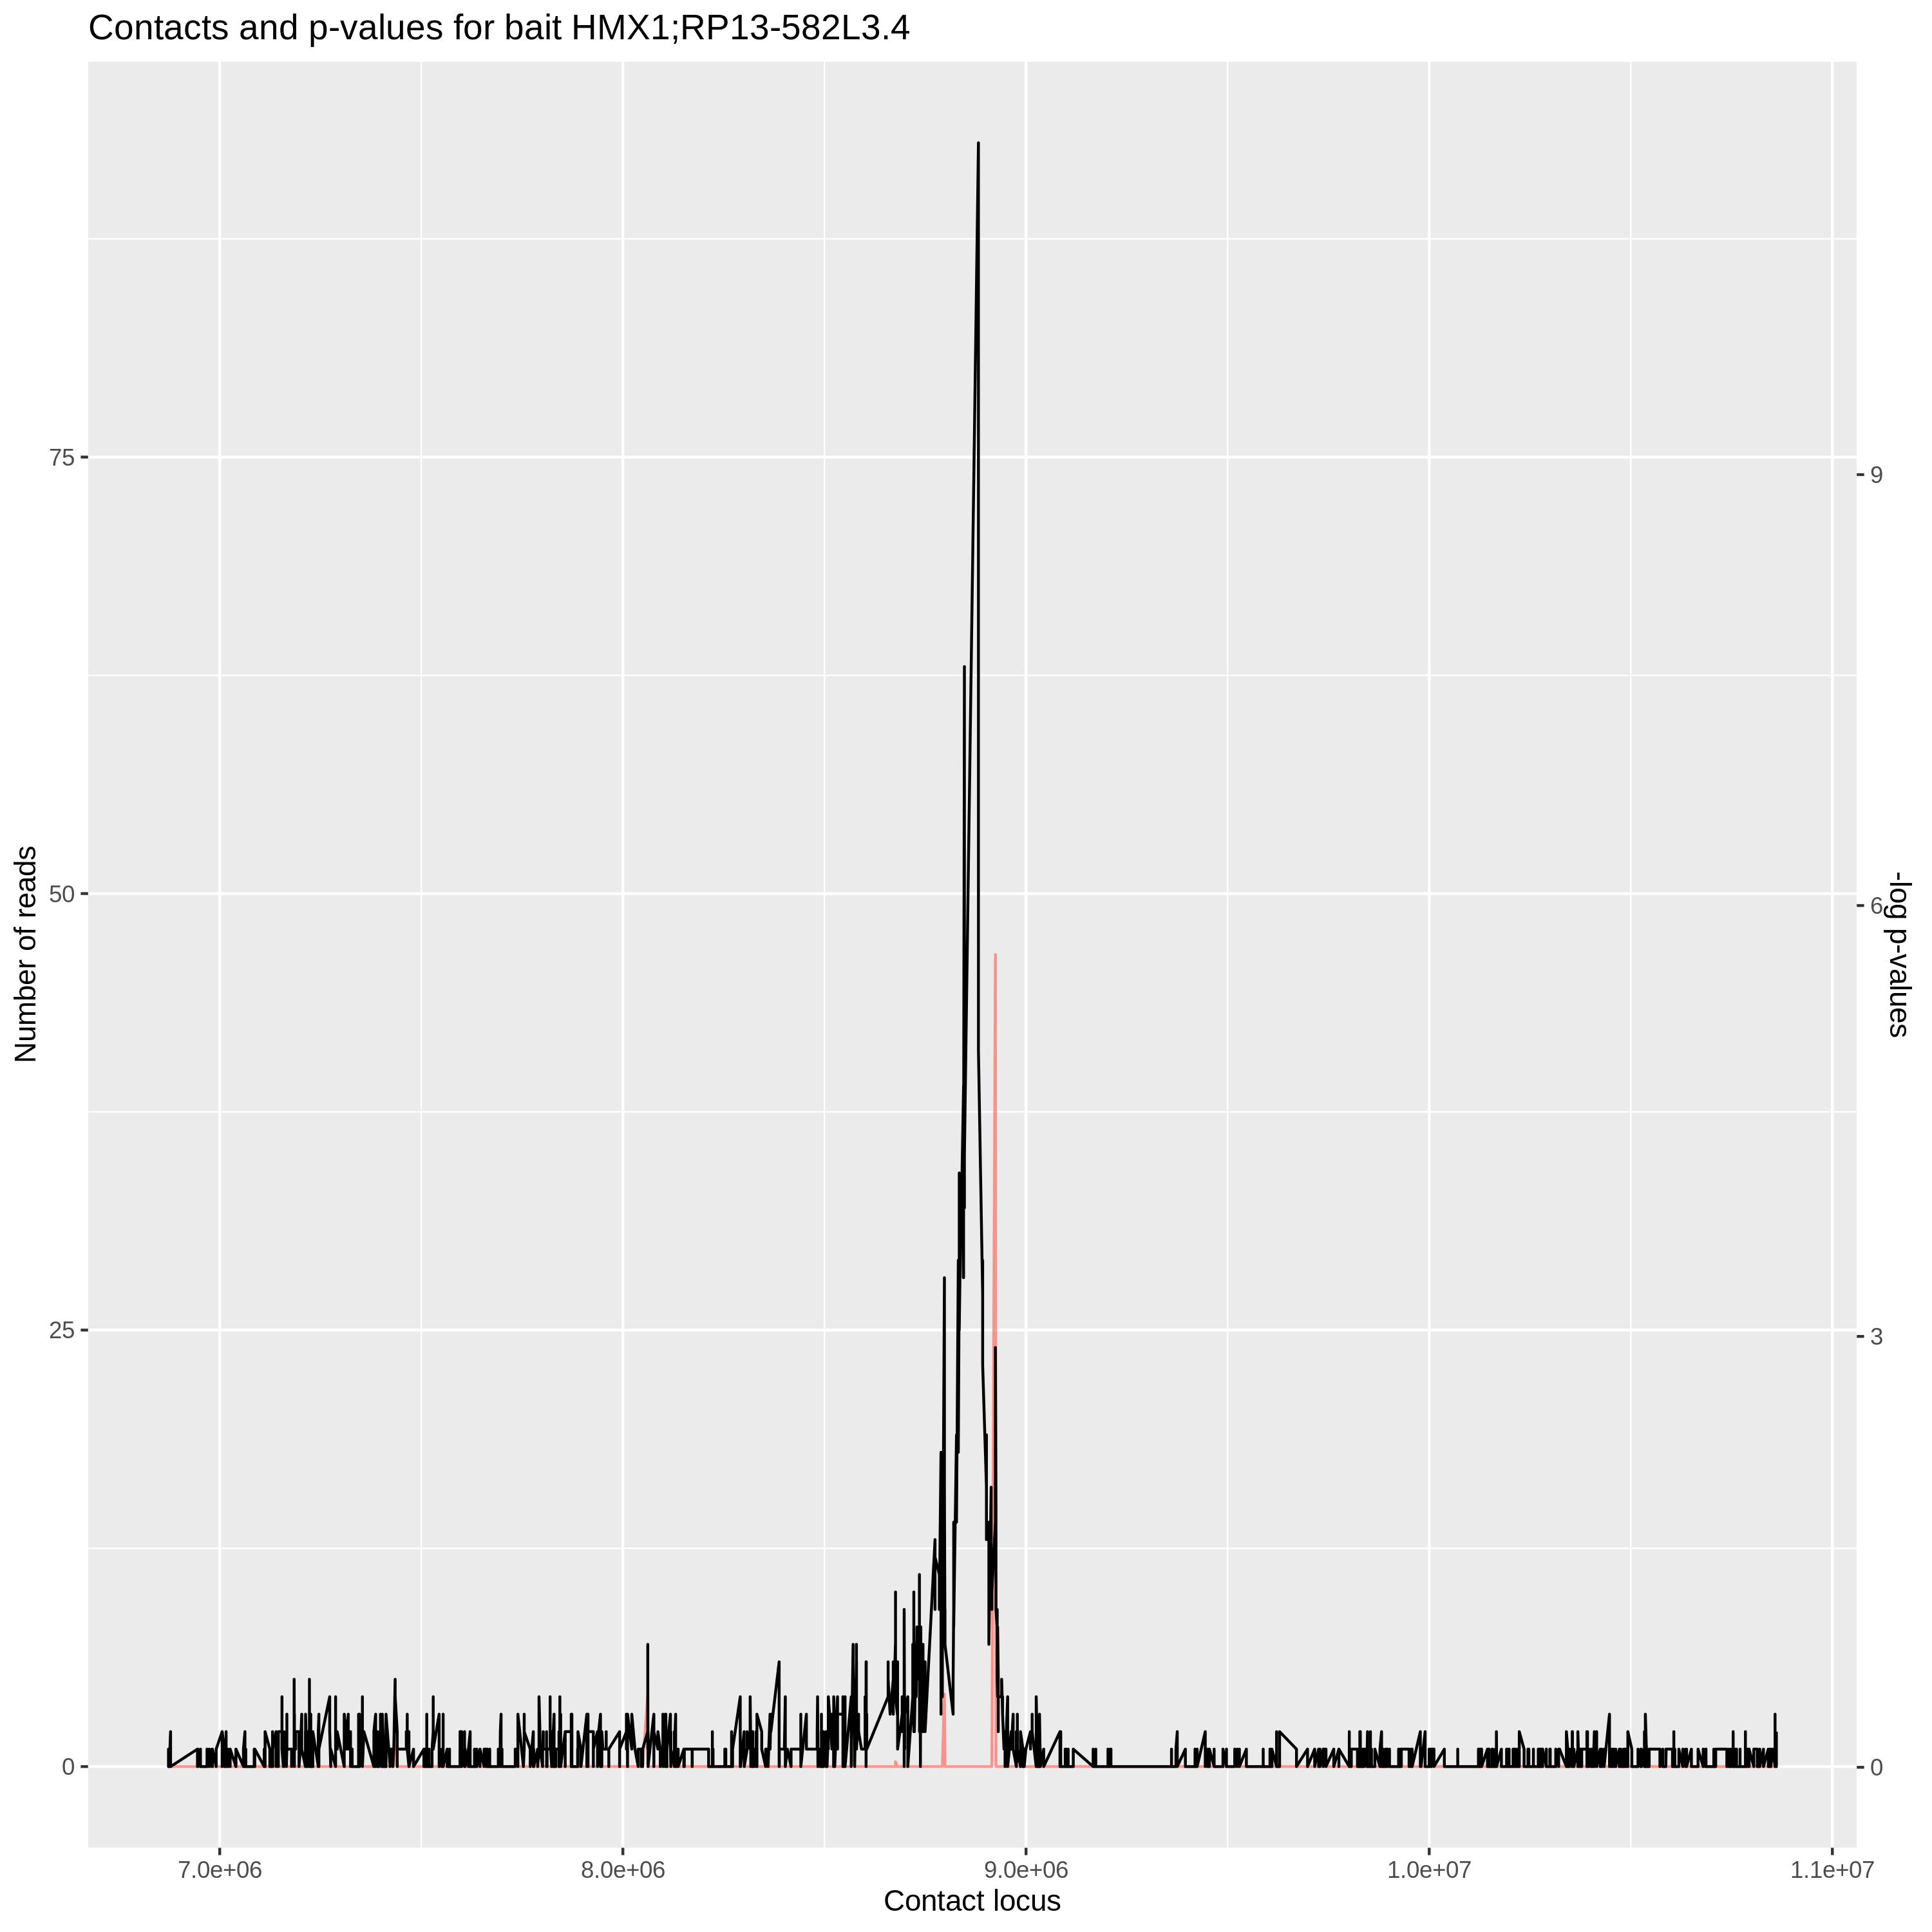 Contacts and p-values for bait HMX1;RP13-582L3.4
Number of reads
75
50
25
0
9
6
3
0
-log p-values
7.0e+06
8.0e+06
9.0e+06
1.0e+07
1.1e+07
Contact locus